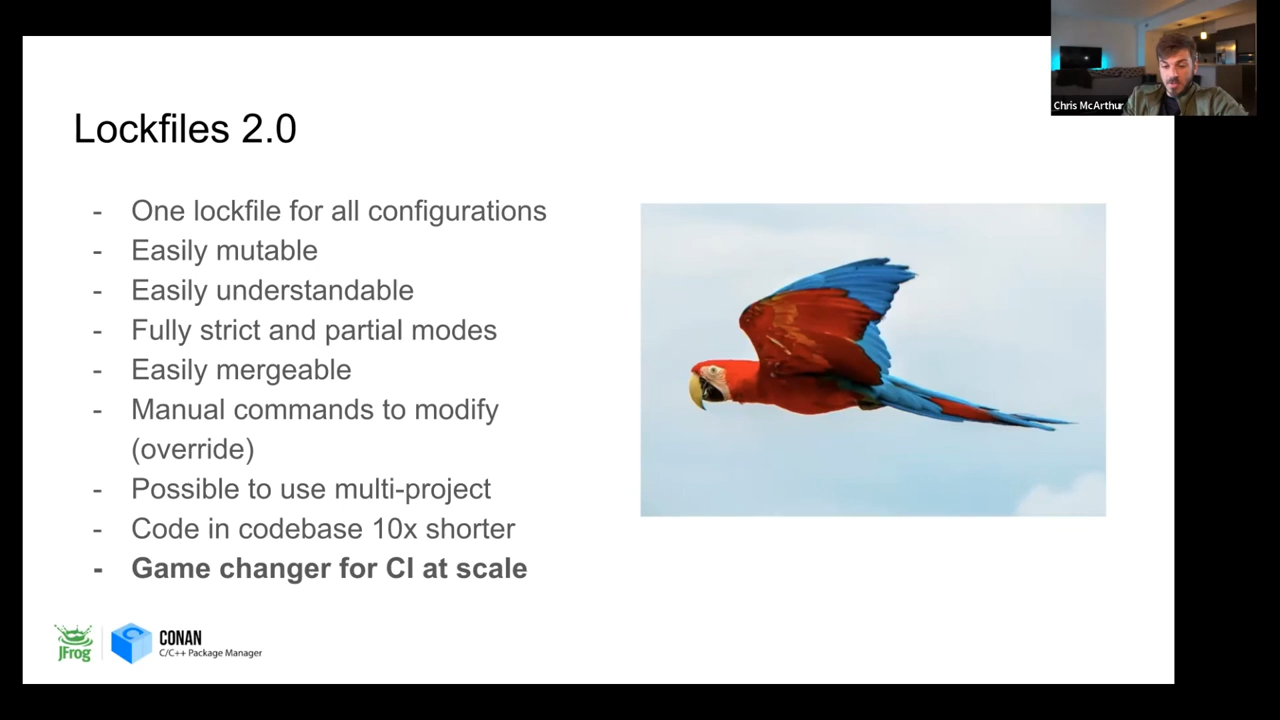 Chris McArthur
Lockfiles 2.0
- One lockfile for all configurations
- Easily mutable
- Easily understandable
- Fully strict and partial modes
- Easily mergeable
- Manual commands to modify
(override)
- Possible to use multi-project
- Code in codebase 10x shorter
- Game changer for CI at scale
JFrog
CONAN
C/C++ Package Manager